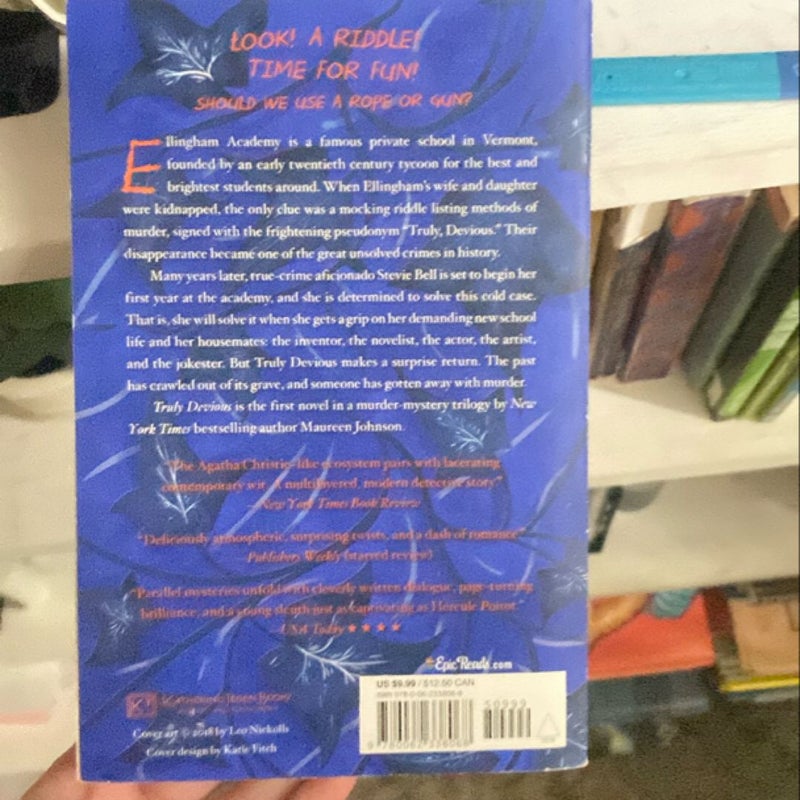 LOOK! A RIDDLE!
TIME FOR FUN!
SHOULD WE USE A ROPE OR GUN?
Ellingham Academy is a famous private school in Vermont,
founded by an early twentieth century tycoon for the best and
brightest students around. When Ellingham's wife and daughter
were kidnapped, the only clue was a mocking riddle listing methods of
murder, signed with the frightening pseudonym "Truly, Devious." Their
disappearance became one of the great unsolved crimes in history.
Many years later, true-crime aficionado Stevie Bell is set to begin her
first year at the academy, and she is determined to solve this cold case.
That is, she will solve it when she gets a grip on her demanding new school
life and her housemates: the inventor, the novelist, the actor, the artist,
and the jokester. But Truly Devious makes a surprise return. The past
has crawled out of its grave, and someone has gotten away with murder.
Truly Devious is the first novel in a murder-mystery trilogy by New
York Times bestselling author Maureen Johnson.
"The Agatha Christie-like ecosystem pairs with lacerating
contemporary wit. A multilayered, modern detective story."
—New York Times Book Review
"Deliciously atmospheric, surprising twists, and a dash of romance"
Publishers Weekly (starred review)
"Parallel mysteries unfold with cleverly written dialogue, page-turning
brilliance, and a young sleuth just as captivating as Hercule Poirot."
USA Today ★★★★
EpicReads.com
KATHERINE TEGEN BOOKS
Cover art © 2018 by Leo Nickolls
Cover design by Katie Fitch
US $9.99 / $12.50 CAN
50999